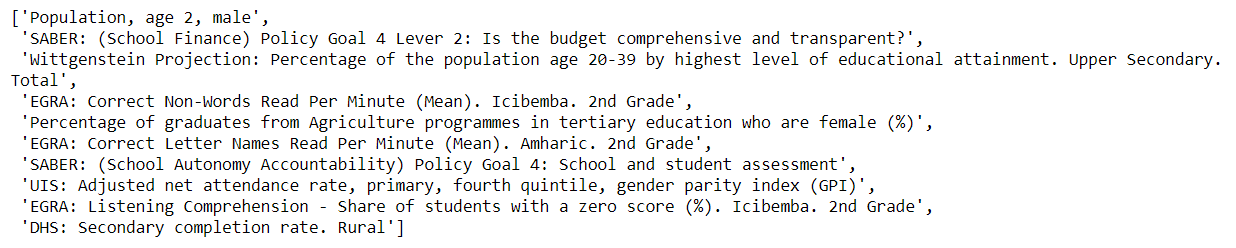 ['Population, age 2, male',
 'SABER: (School Finance) Policy Goal 4 Lever 2: Is the budget comprehensive and transparent?',
 'Wittgenstein Projection: Percentage of the population age 20-39 by highest level of educational attainment. Upper Secondary.
Total',
 'EGRA: Correct Non-Words Read Per Minute (Mean). Icibemba. 2nd Grade',
 'Percentage of graduates from Agriculture programmes in tertiary education who are female (%)',
 'EGRA: Correct Letter Names Read Per Minute (Mean). Amharic. 2nd Grade',
 'SABER: (School Autonomy Accountability) Policy Goal 4: School and student assessment',
 'UIS: Adjusted net attendance rate, primary, fourth quintile, gender parity index (GPI)',
 'EGRA: Listening Comprehension - Share of students with a zero score (%). Icibemba. 2nd Grade',
 'DHS: Secondary completion rate. Rural']